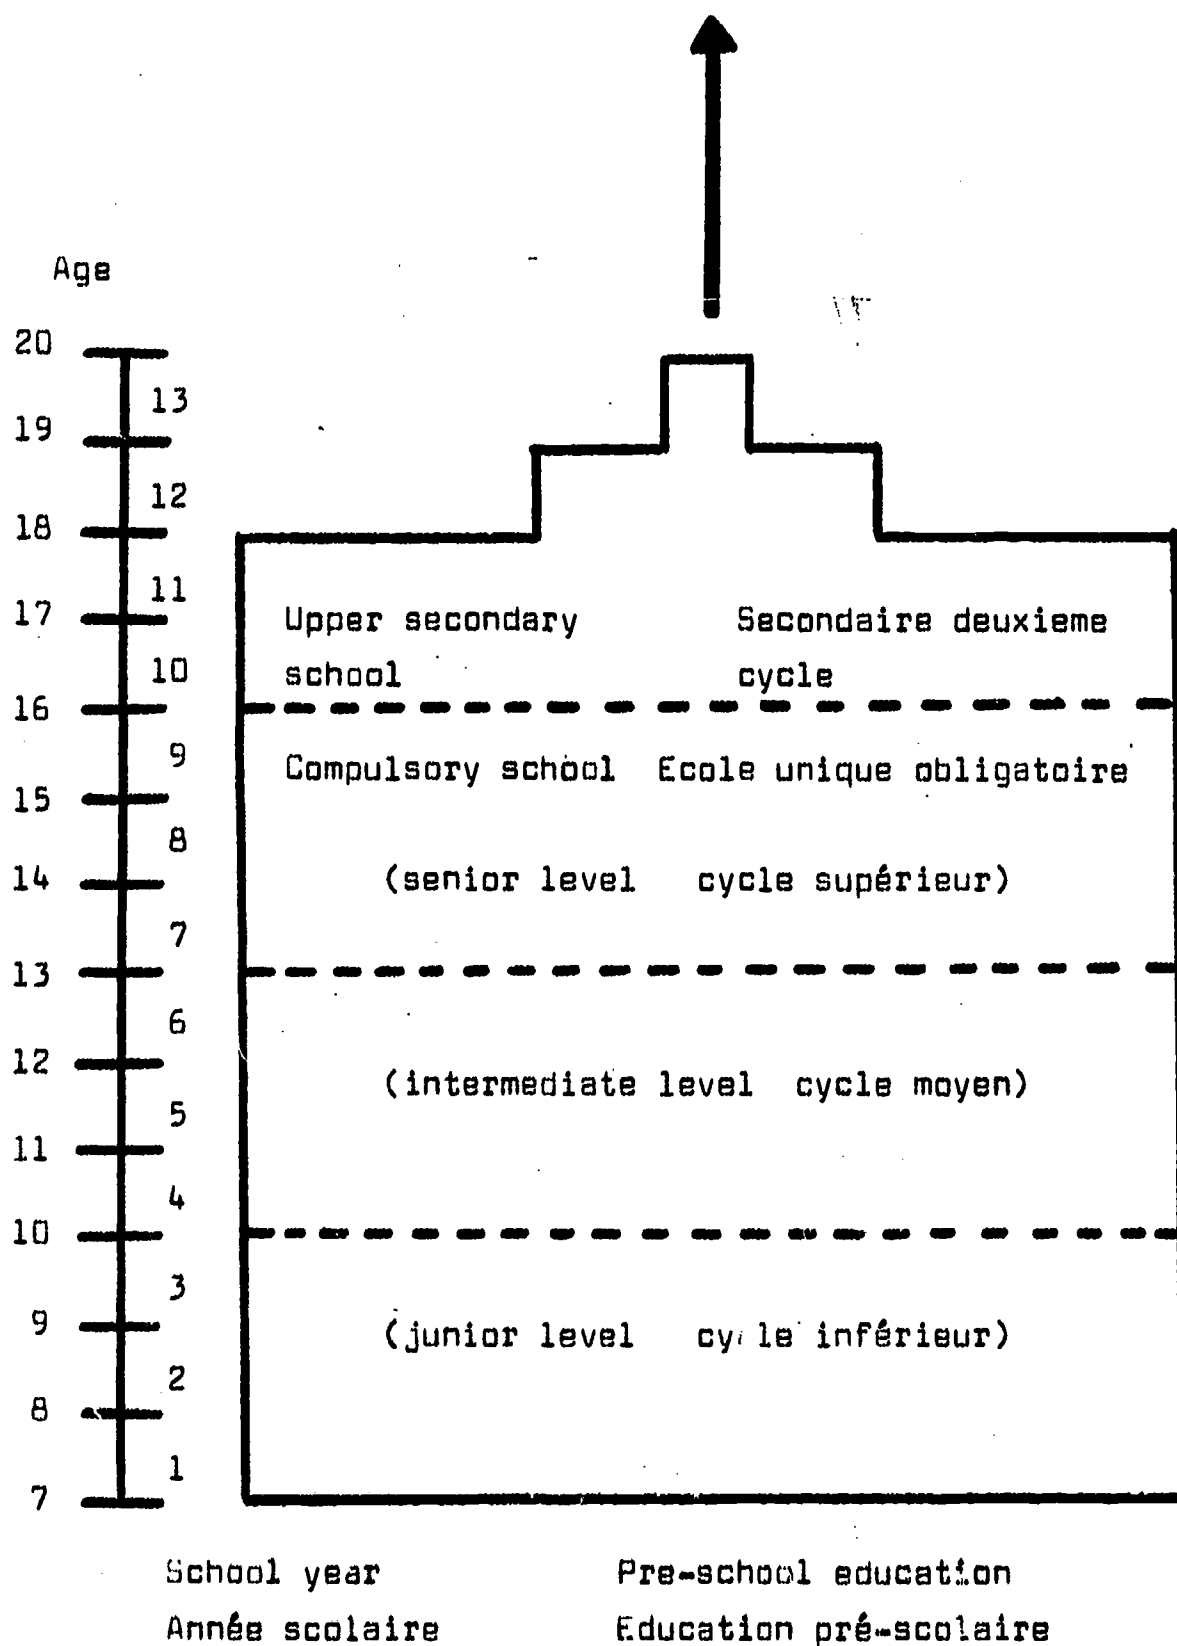 Age
20
13
19
12
18
11
17
Upper secondary Secondaire deuxieme
10 school cycle
16
9 Compulsory school Ecole unique obligatoire
15
8
14 (senior level cycle supérieur)
7
13
6
12
(intermediate level cycle moyen)
5
11
4
10
3
9 (junior level cy le inférieur)
2
8
1
7
School year Pre-school education
Année scolaire Education pré-scolaire